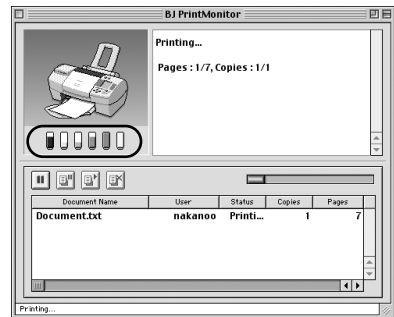 BJ PrintMonitor
Printing...
Pages : 1/7, Copies : 1/1
Document Name User Status Copies Pages
Document.txt nakanoo Printi... 1 7
Printing...